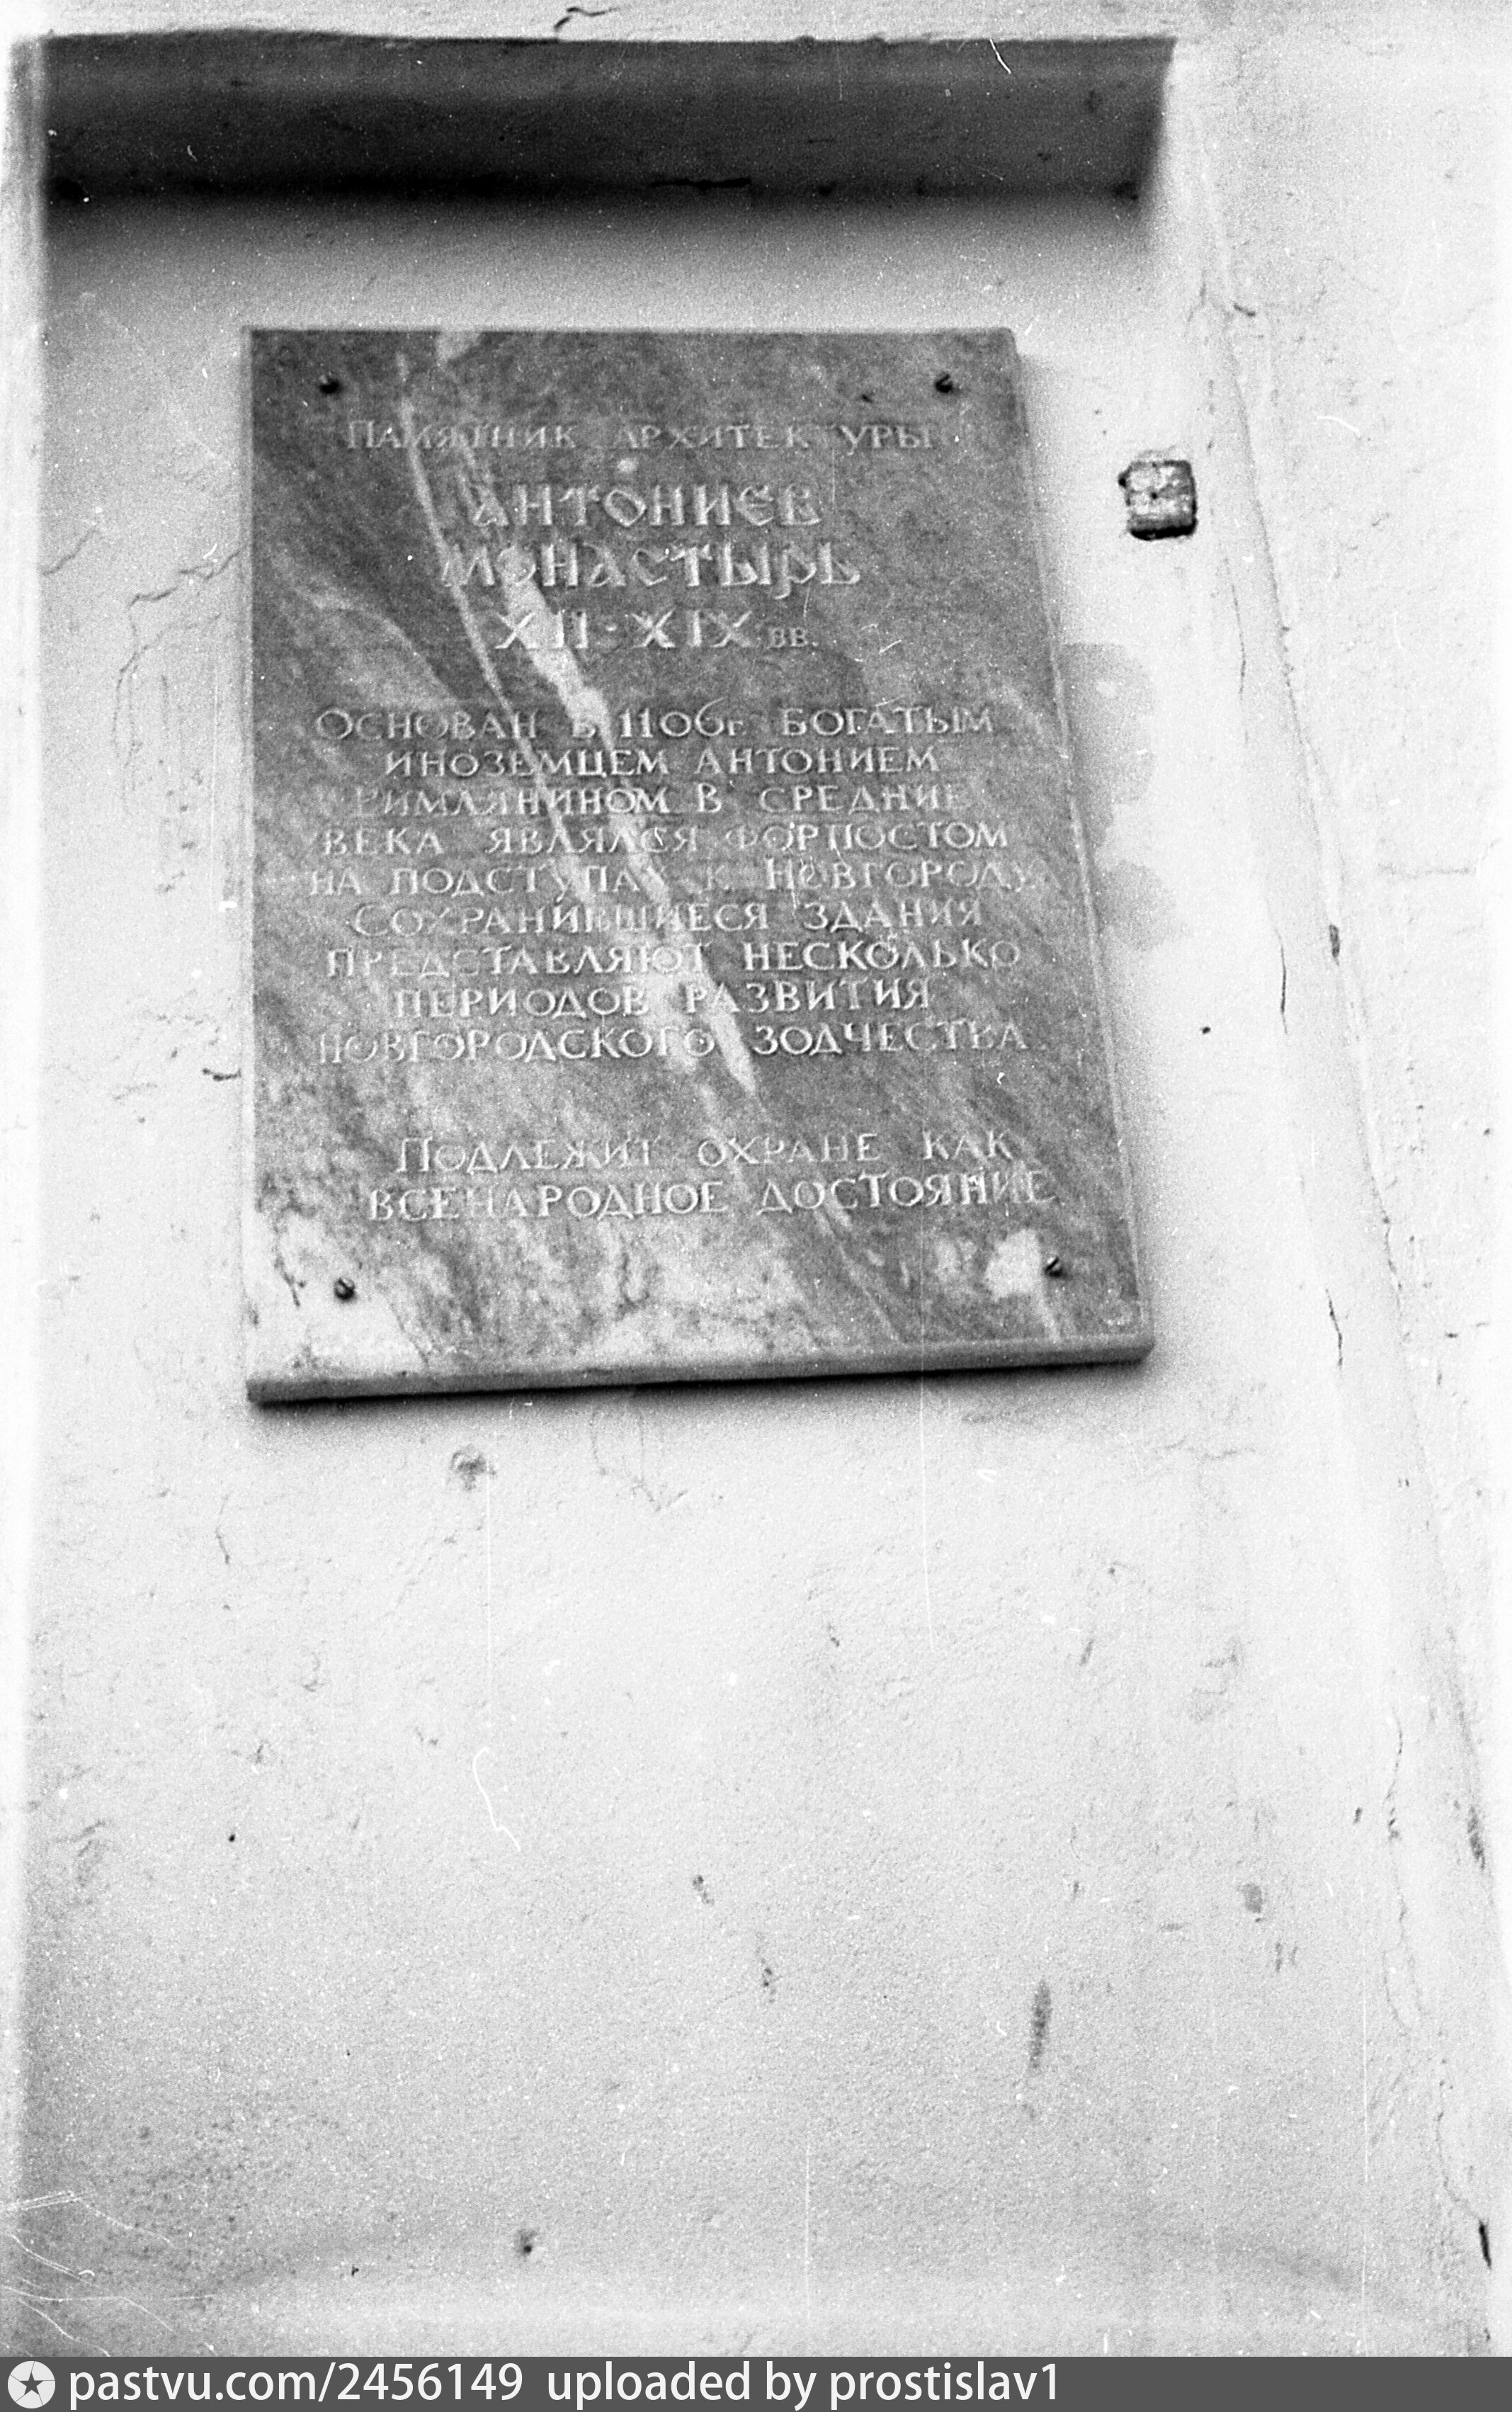 Памятник архитектуры
Антониев
монастырь
XII-XIX вв.
Основан в 1106г. богатым
иноземцем Антонием
Римлянином В средние
века являлся форпостом
на подступах к Новгороду.
Сохранившиеся здания
представляют несколько
периодов развития
новгородского зодчества.
Подлежит охране как
всенародное достояние
pastvu.com/2456149 uploaded by prostislav1